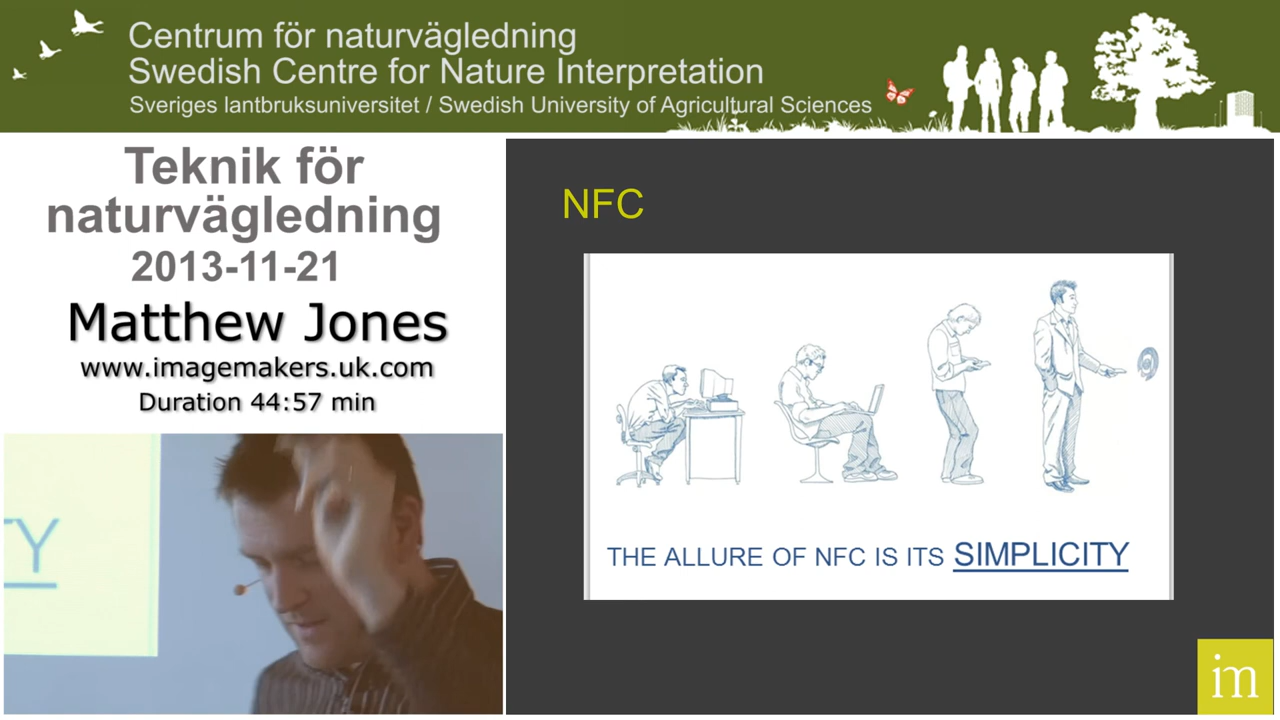 Centrum för naturvägledning
Swedish Centre for Nature Interpretation
Sveriges lantbruksuniversitet / Swedish University of Agricultural Sciences
Teknik för
naturvägledning
2013-11-21
Matthew Jones
www.imagemakers.uk.com
Duration 44:57 min
TY
NFC
THE ALLURE OF NFC IS ITS SIMPLICITY
im